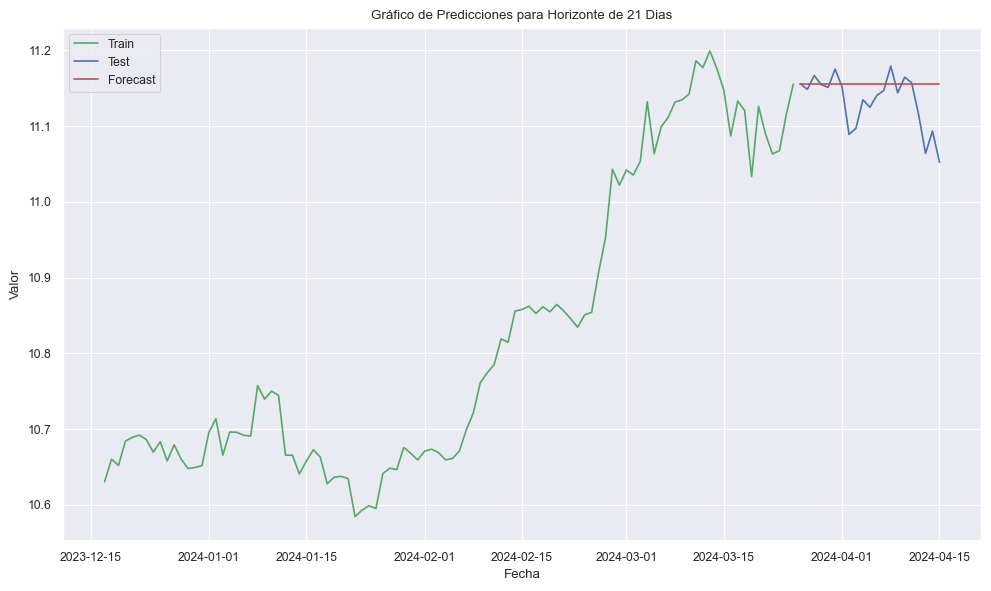 Gráfico de Predicciones para Horizonte de 21 Dias
Train
Test
Forecast
11.2
11.1
11.0
10.9
10.8
10.7
10.6
Valor
2023-12-15 2024-01-01 2024-01-15 2024-02-01 2024-02-15 2024-03-01 2024-03-15 2024-04-01 2024-04-15
Fecha